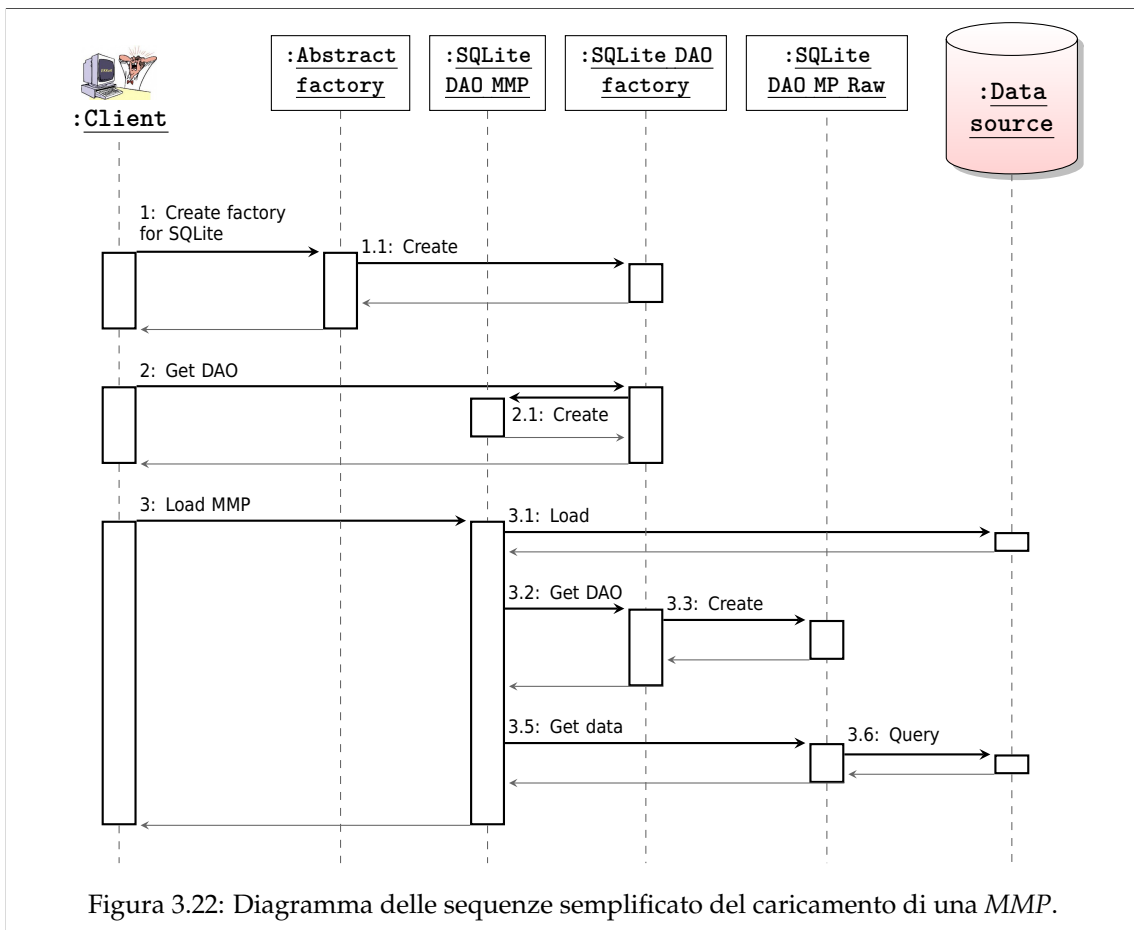 :Client
:Abstract
factory
:SQLite
DAO MMP
:SQLite DAO
factory
:SQLite
DAO MP Raw
:Data
source
1: Create factory
for SQLite
1.1: Create
2: Get DAO
2.1: Create
3: Load MMP
3.1: Load
3.2: Get DAO
3.3: Create
3.5: Get data
3.6: Query
Figura 3.22: Diagramma delle sequenze semplificato del caricamento di una MMP.